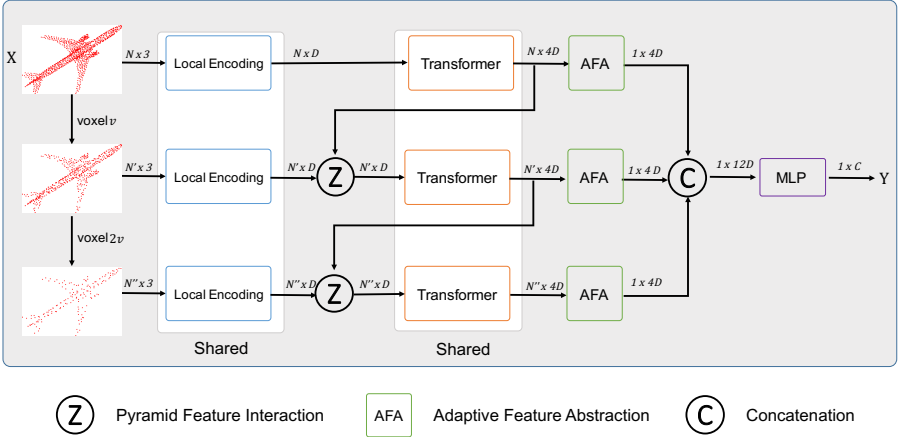 X
N x 3
Local Encoding
N x D
Transformer
N x 4D
AFA
1 x 4D
voxel v
N' x 3
Local Encoding
N' x D
Z
N' x D
Transformer
N' x 4D
AFA
1 x 4 D
C
1 x 12D
MLP
1 x C
Y
voxel 2v
N'' x 3
Local Encoding
N'' x D
Z
N'' x D
Transformer
N'' x 4D
AFA
1 x 4D
Shared
Shared
Z Pyramid Feature Interaction
AFA Adaptive Feature Abstraction
C Concatenation